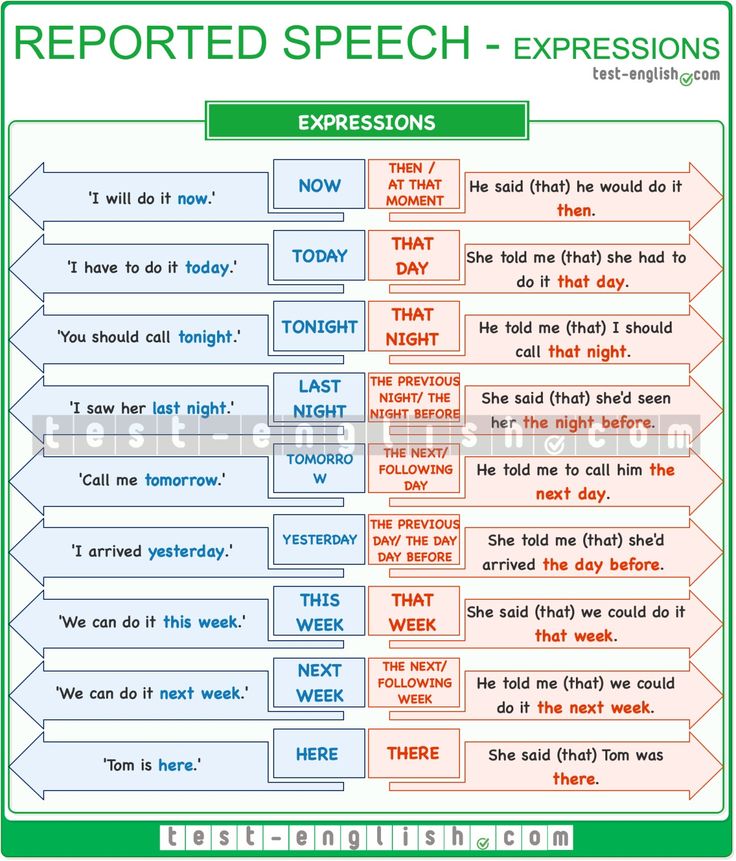 REPORTED SPEECH - EXPRESSIONS
test-english.com
EXPRESSIONS
'I will do it now.'
NOW
THEN /
AT THAT
MOMENT
He said (that) he would do it
then.
'I have to do it today.'
TODAY
THAT
DAY
She told me (that) she had to
do it that day.
'You should call tonight.'
TONIGHT
THAT
NIGHT
He told me (that) I should
call that night.
'I saw her last night.'
LAST
NIGHT
THE PREVIOUS
NIGHT/ THE
NIGHT BEFORE
She said (that) she'd seen
her the night before.
test-english.com
'Call me tomorrow.'
TOMORRO
W
THE NEXT/
FOLLOWING
DAY
He told me to call him the
next day.
'I arrived yesterday.'
YESTERDAY
THE PREVIOUS
DAY/ THE DAY
DAY BEFORE
She told me (that) she'd
arrived the day before.
'We can do it this week.'
THIS
WEEK
THAT
WEEK
She said (that) we could do it
that week.
'We can do it next week.'
NEXT
WEEK
THE NEXT/
FOLLOWING
WEEK
He told me (that) we could
do it the next week.
'Tom is here.'
HERE
THERE
She said (that) Tom was
there.
test-english.com